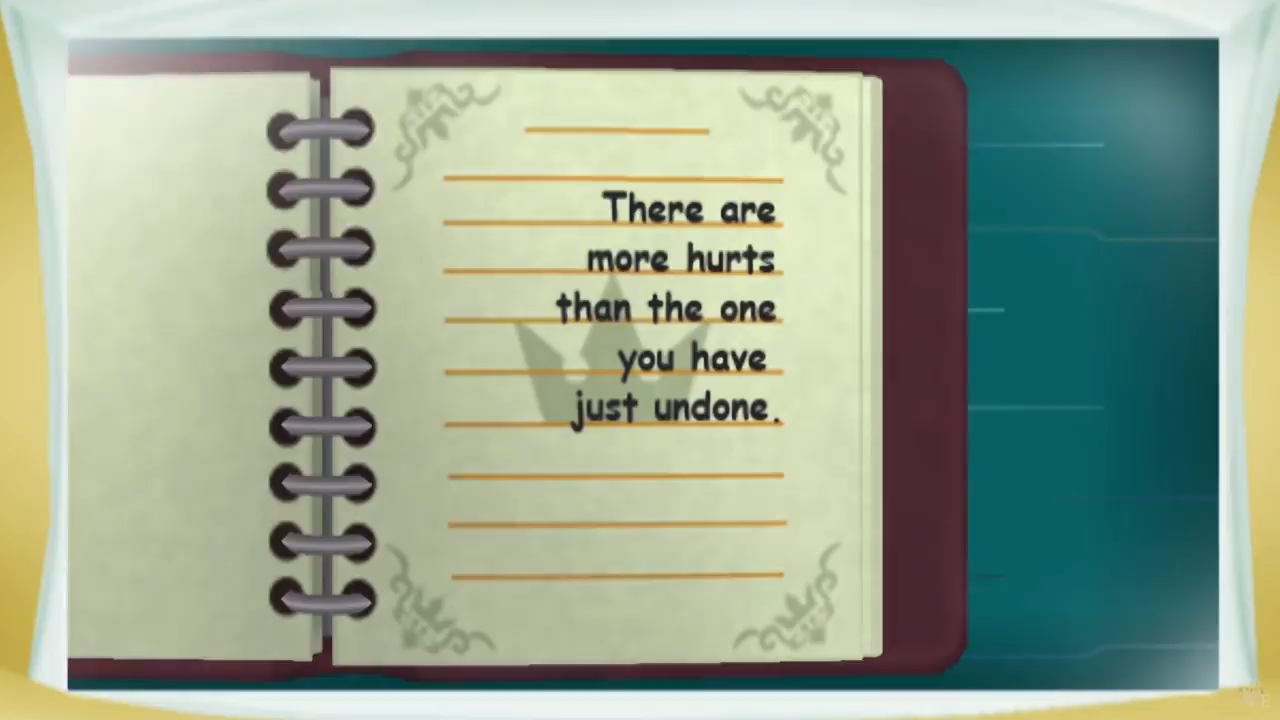 There are
more hurts
than the one
you have
just undone.